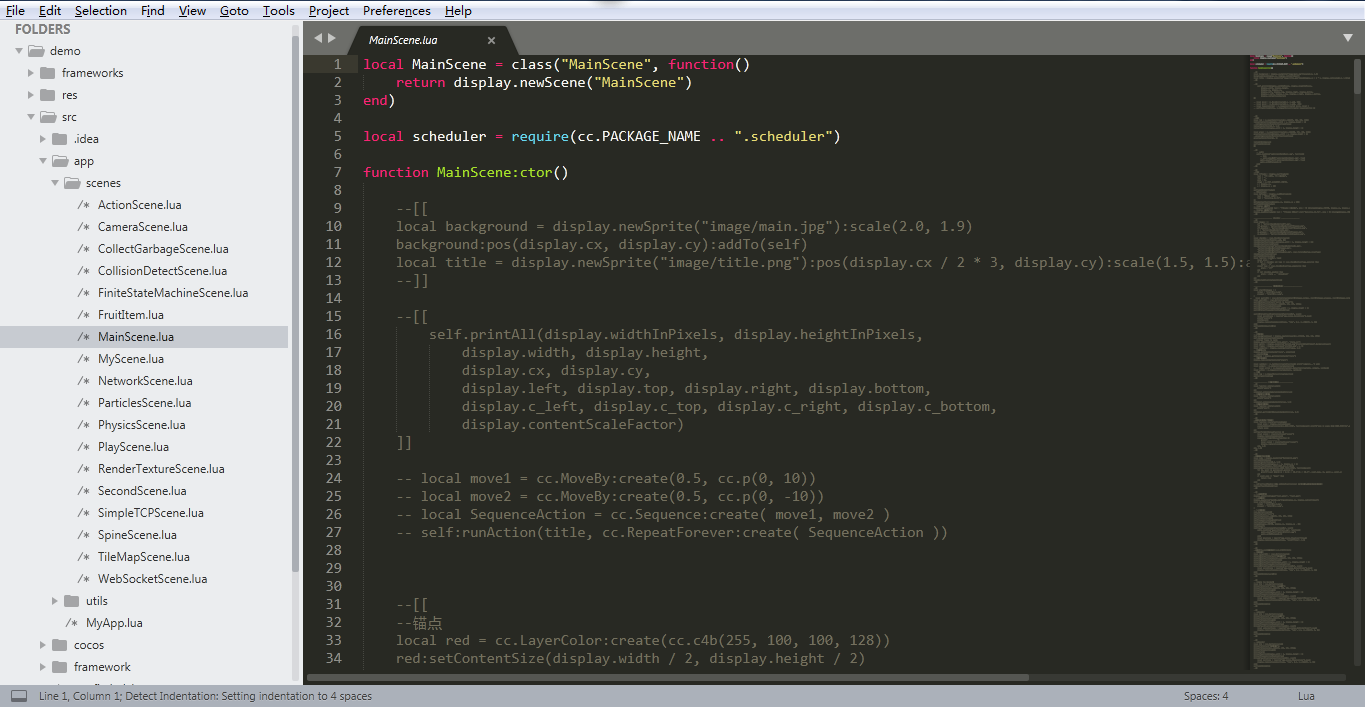 File Edit Selection Find View Goto Tools Project Preferences Help
FOLDERS
demo
frameworks
res
src
.idea
app
scenes
/* ActionScene.lua
/* CameraScene.lua
/* CollectGarbageScene.lua
/* CollisionDetectScene.lua
/* FiniteStateMachineScene.lua
/* FruitItem.lua
/* MainScene.lua
/* MyScene.lua
/* NetworkScene.lua
/* ParticlesScene.lua
/* PhysicsScene.lua
/* PlayScene.lua
/* RenderTextureScene.lua
/* SecondScene.lua
/* SimpleTCPScene.lua
/* SpineScene.lua
/* TileMapScene.lua
/* WebSocketScene.lua
utils
/* MyApp.lua
cocos
framework
MainScene.lua
1 local MainScene = class("MainScene", function()
2 return display.newScene("MainScene")
3 end)
4
5 local scheduler = require(cc.PACKAGE_NAME .. ".scheduler")
6
7 function MainScene:ctor()
8
9 --[[
10 local background = display.newSprite("image/main.jpg"):scale(2.0, 1.9)
11 background:pos(display.cx, display.cy):addTo(self)
12 local title = display.newSprite("image/title.png"):pos(display.cx / 2 * 3, display.cy):scale(1.5, 1.5):
13 --]]
14
15 --[[
16 self.printAll(display.widthInPixels, display.heightInPixels,
17 display.width, display.height,
18 display.cx, display.cy,
19 display.left, display.top, display.right, display.bottom,
20 display.c_left, display.c_top, display.c_right, display.c_bottom,
21 display.contentScaleFactor)
22 ]]
23
24 -- local move1 = cc.MoveBy:create(0.5, cc.p(0, 10))
25 -- local move2 = cc.MoveBy:create(0.5, cc.p(0, -10))
26 -- local SequenceAction = cc.Sequence:create( move1, move2 )
27 -- self:runAction(title, cc.RepeatForever:create( SequenceAction ))
28
29
30
31 --[[
32 --锚点
33 local red = cc.LayerColor:create(cc.c4b(255, 100, 100, 128))
34 red:setContentSize(display.width / 2, display.height / 2)
Line 1, Column 1; Detect Indentation: Setting indentation to 4 spaces
Spaces: 4
Lua